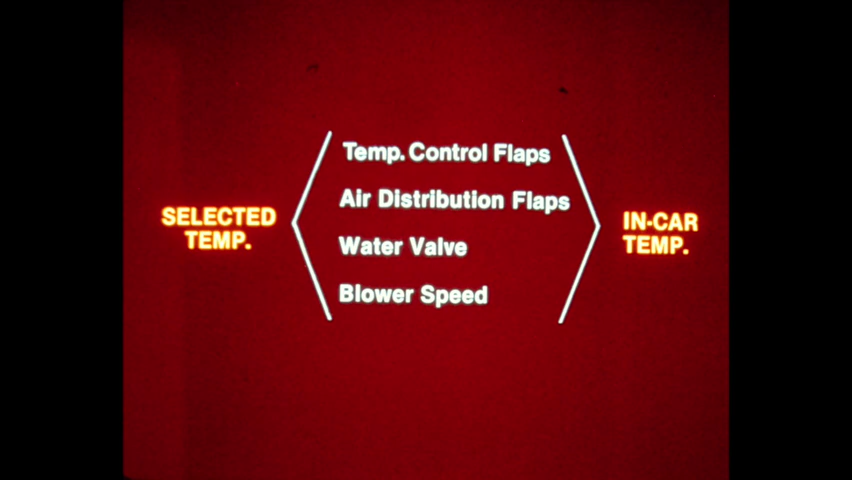 Temp. Control Flaps
Air Distribution Flaps
SELECTED
TEMP.
Water Valve
Blower Speed
IN-CAR
TEMP.